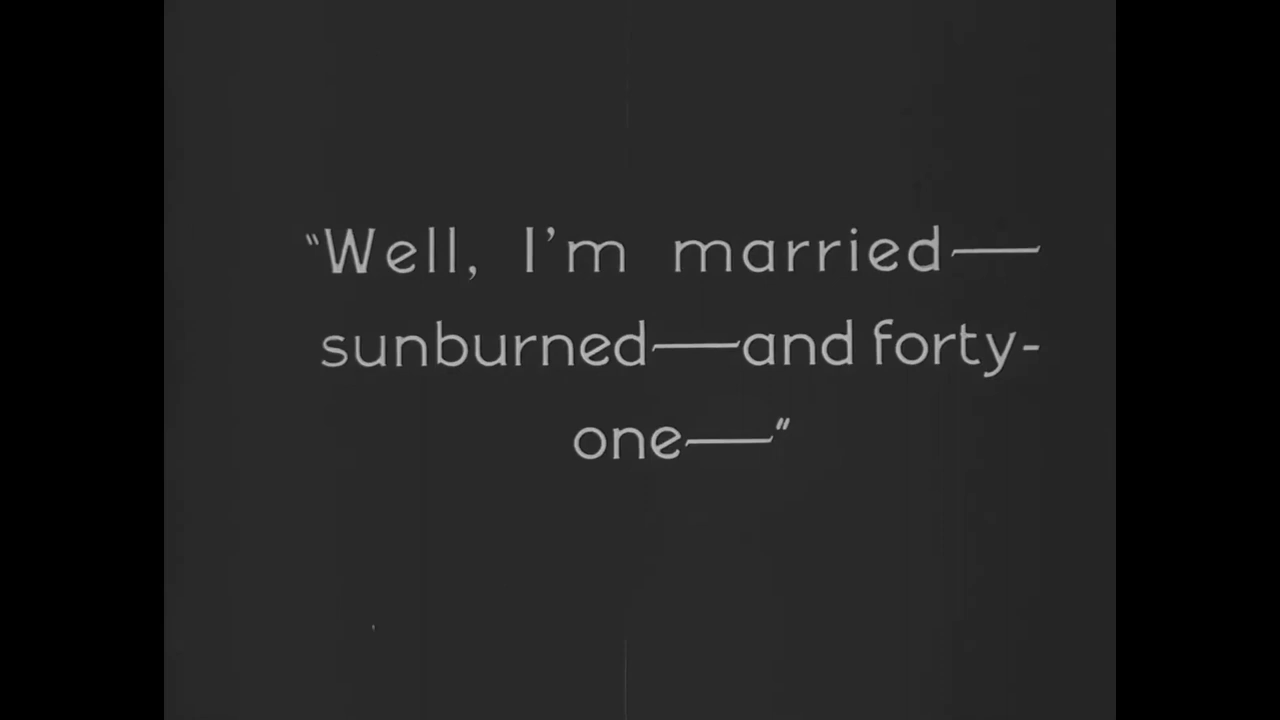 "Well, I'm married—
sunburned—and forty-
one—"